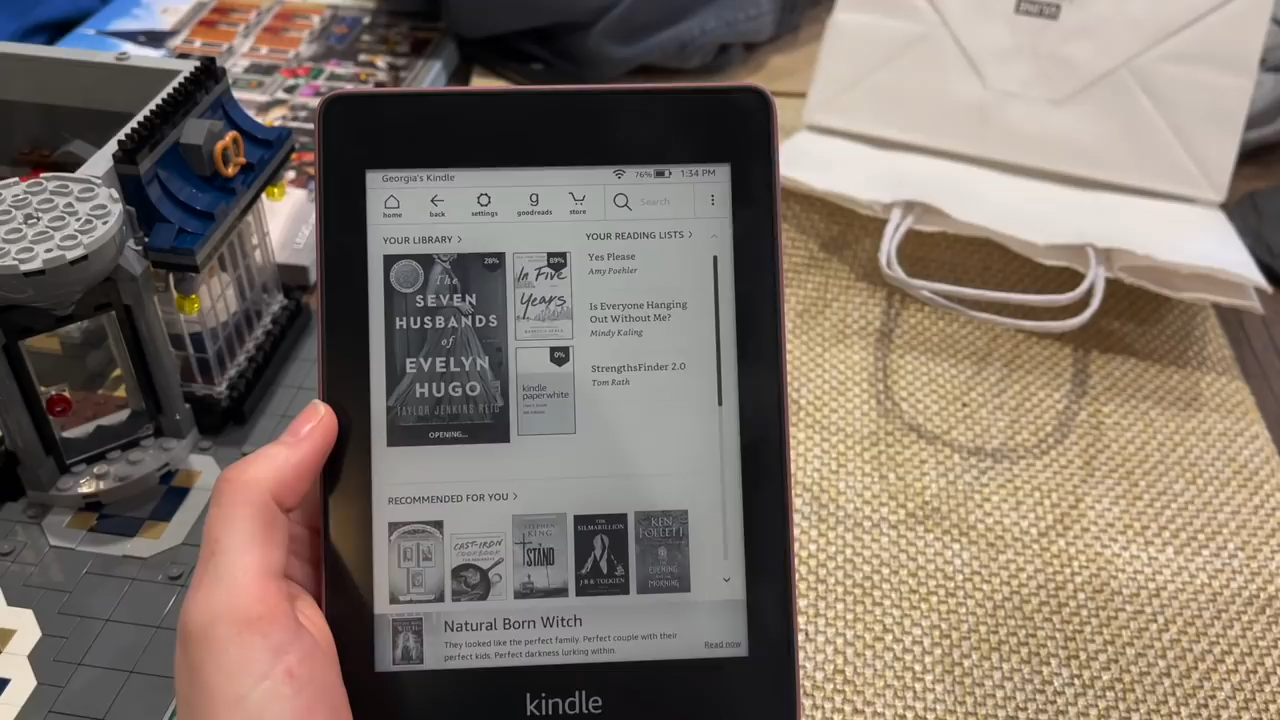 Georgia's Kindle
76%
1:34 PM
home
back
settings
goodreads
store
Search
YOUR LIBRARY >
YOUR READING LISTS >
28%
The
SEVEN
HUSBANDS
of
EVELYN
HUGO
TAYLOR JENKINS REID
OPENING...
89%
In Five
Years
0%
kindle
paperwhite
Yes Please
Amy Poehler
Is Everyone Hanging
Out Without Me?
Mindy Kaling
StrengthsFinder 2.0
Tom Rath
RECOMMENDED FOR YOU >
CAST-IRON
COOKBOOK
STEPHEN
KING
THE
STAND
THE
SILMARILLION
J·R·R·TOLKIEN
KEN
FOLLETT
THE
EVENING
AND THE
MORNING
Natural Born Witch
They looked like the perfect family. Perfect couple with their
perfect kids. Perfect darkness lurking within.
Read now
kindle